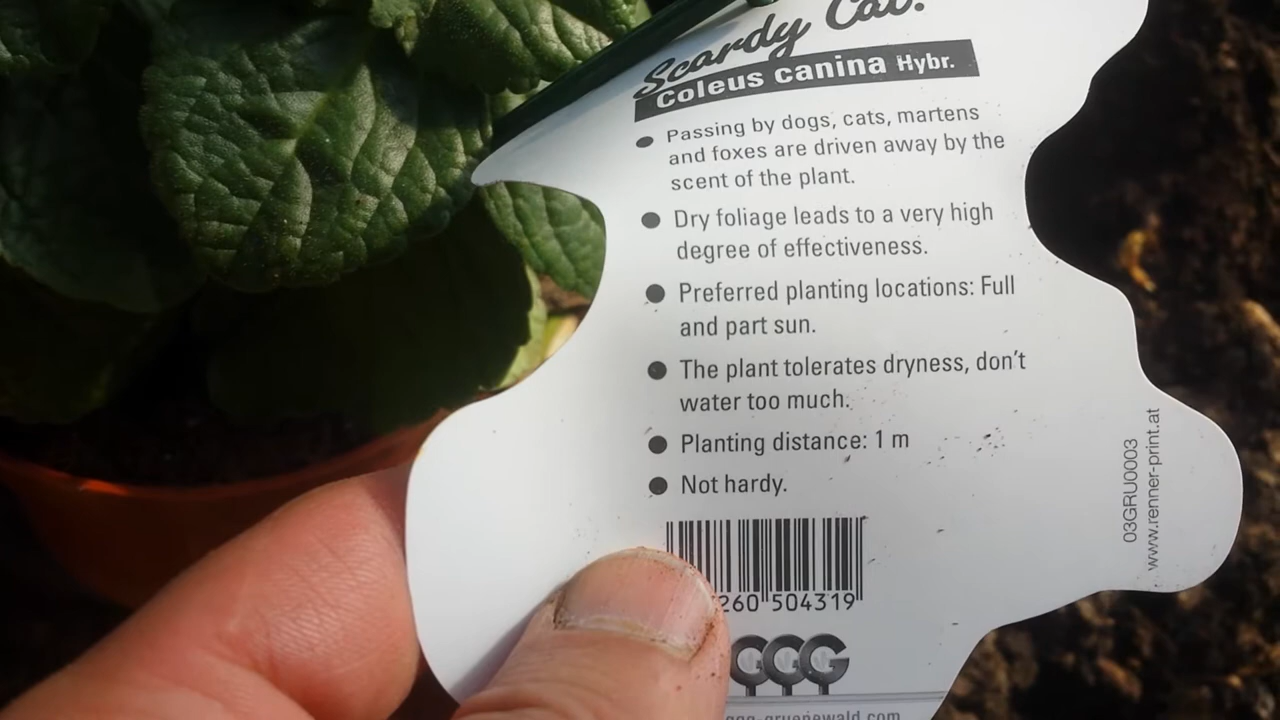 Scardy Cat.
Coleus canina Hybr.
● Passing by dogs, cats, martens
and foxes are driven away by the
scent of the plant.
● Dry foliage leads to a very high
degree of effectiveness.
● Preferred planting locations: Full
and part sun.
● The plant tolerates dryness, don't
water too much.
● Planting distance: 1 m
● Not hardy.
260 504319
GGG
03GRU0003
www.renner-print.at